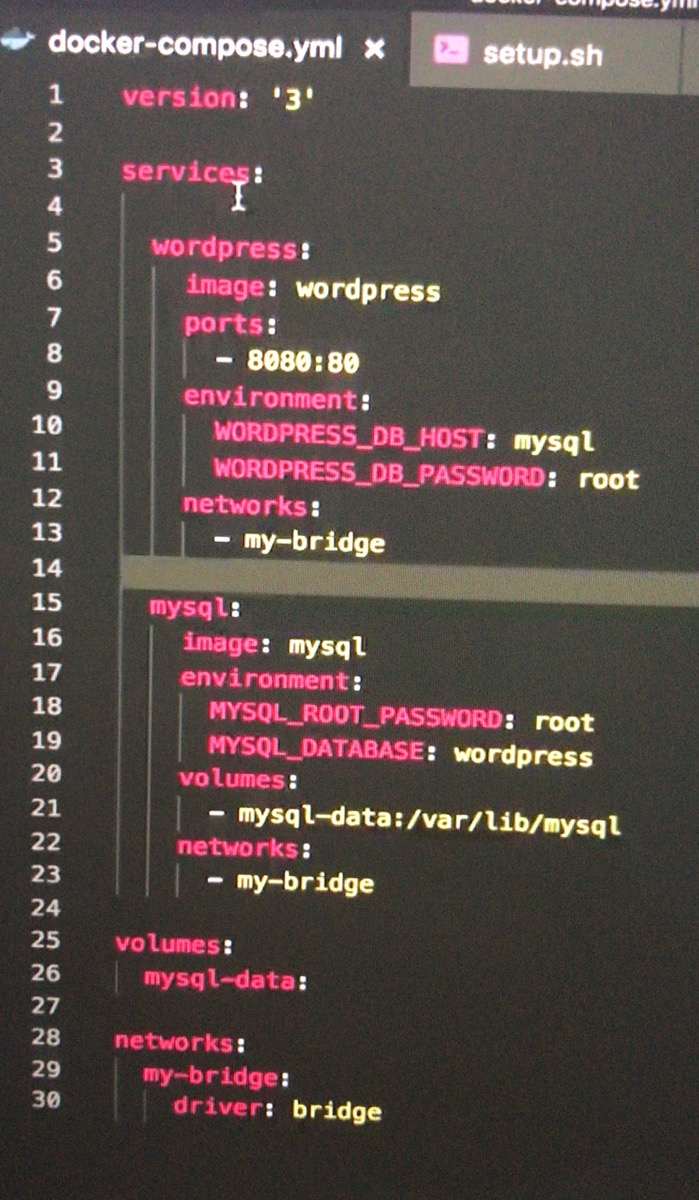 docker-compose.yml
docker-compose.yml × setup.sh
1 version: '3'
2
3 services:
4
5 wordpress:
6 image: wordpress
7 ports:
8 - 8080:80
9 environment:
10 WORDPRESS_DB_HOST: mysql
11 WORDPRESS_DB_PASSWORD: root
12 networks:
13 - my-bridge
14
15 mysql:
16 image: mysql
17 environment:
18 MYSQL_ROOT_PASSWORD: root
19 MYSQL_DATABASE: wordpress
20 volumes:
21 - mysql-data:/var/lib/mysql
22 networks:
23 - my-bridge
24
25 volumes:
26 mysql-data:
27
28 networks:
29 my-bridge:
30 driver: bridge